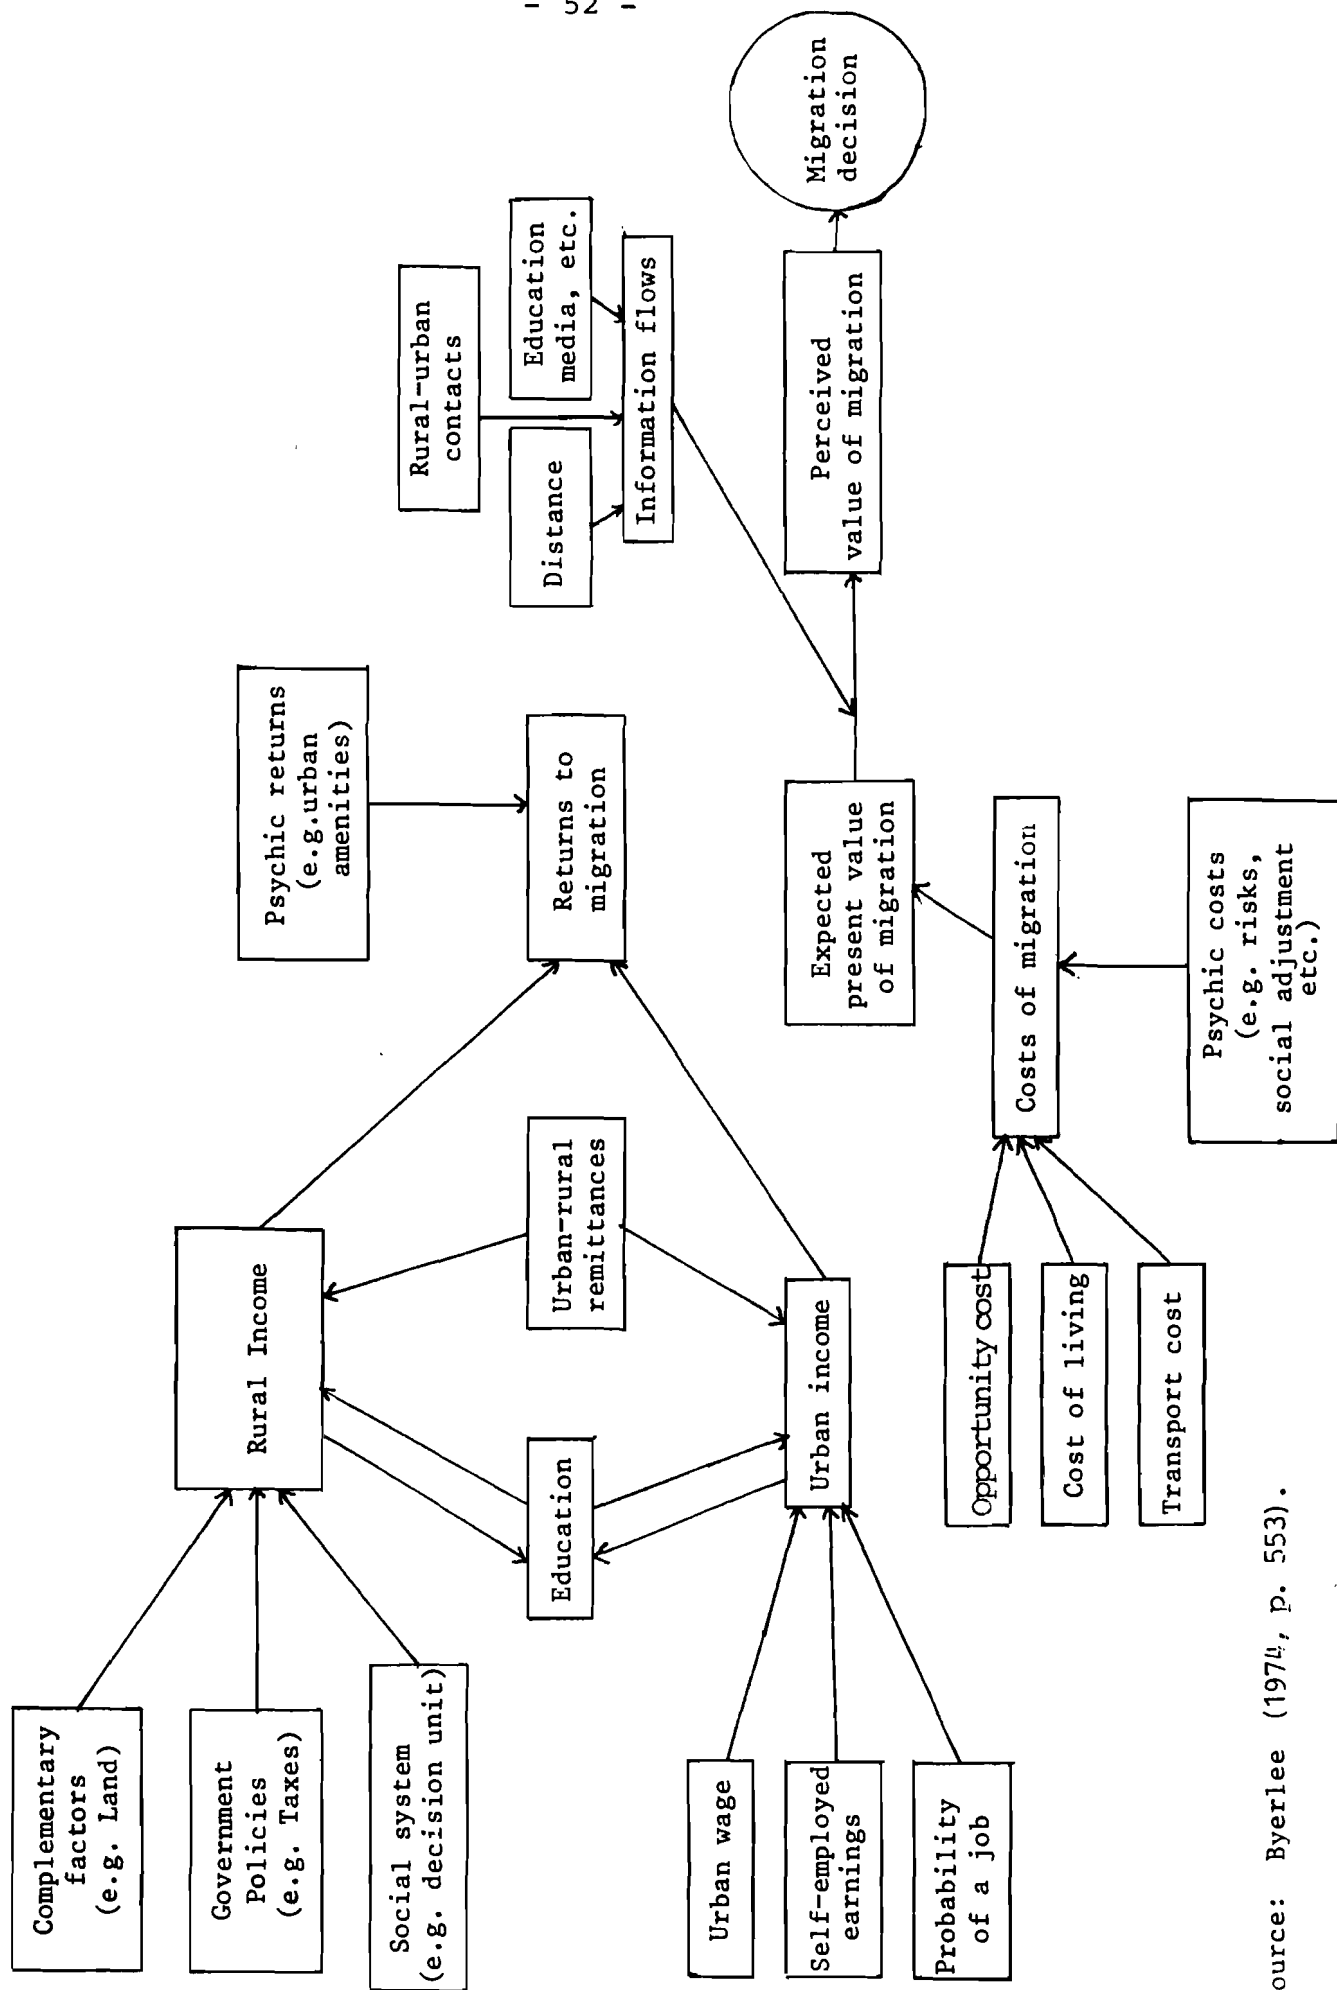 - 52 -
Complementary
factors
(e.g. Land)
Government
Policies
(e.g. Taxes)
Social system
(e.g. decision unit)
Rural Income
Psychic returns
(e.g.urban
amenities)
Education
Urban-rural
remittances
Returns to
migration
Urban wage
Self-employed
earnings
Probability
of a job
Urban income
Rural-urban
contacts
Distance
Education
media, etc.
Information flows
Expected
present value
of migration
Perceived
value of migration
Migration
decision
Opportunity cost
Cost of living
Transport cost
Costs of migration
Psychic costs
(e.g. risks,
social adjustment
etc.)
ource: Byerlee (1974, p. 553).